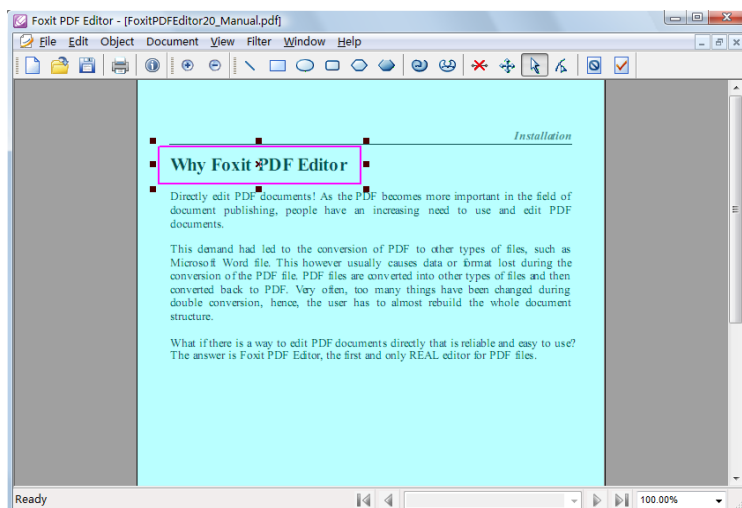 Foxit PDF Editor - [FoxitPDFEditor20_Manual.pdf]
File Edit Object Document View Filter Window Help
Installation
Why Foxit PDF Editor
Directly edit PDF documents! As the PDF becomes more important in the field of
document publishing, people have an increasing need to use and edit PDF
documents.
This demand had led to the conversion of PDF to other types of files, such as
Microsoft Word file. This however usually causes data or format lost during the
conversion of the PDF file. PDF files are converted into other types of files and then
converted back to PDF. Very often, too many things have been changed during
double conversion, hence, the user has to almost rebuild the whole document
structure.
What if there is a way to edit PDF documents directly that is reliable and easy to use?
The answer is Foxit PDF Editor, the first and only REAL editor for PDF files.
Ready
100.00%